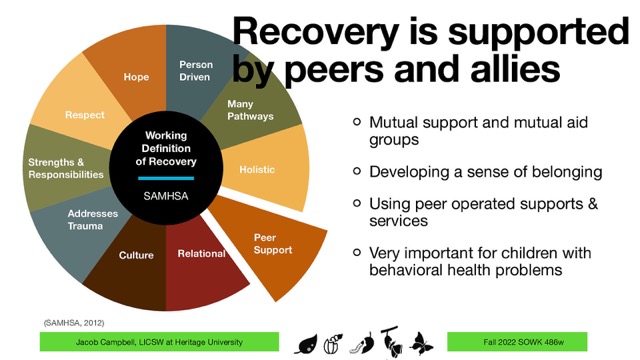 Recovery is supported
by peers and allies
Hope
Person
Driven
Many
Pathways
Respect
Holistic
Strengths &
Responsibilities
Working
Definition
of Recovery
SAMHSA
Addresses
Trauma
Culture
Relational
Peer
Support
Mutual support and mutual aid
groups
Developing a sense of belonging
Using peer operated supports &
services
Very important for children with
behavioral health problems
(SAMHSA, 2012)
Jacob Campbell, LICSW at Heritage University
Fall 2022 SOWK 486w